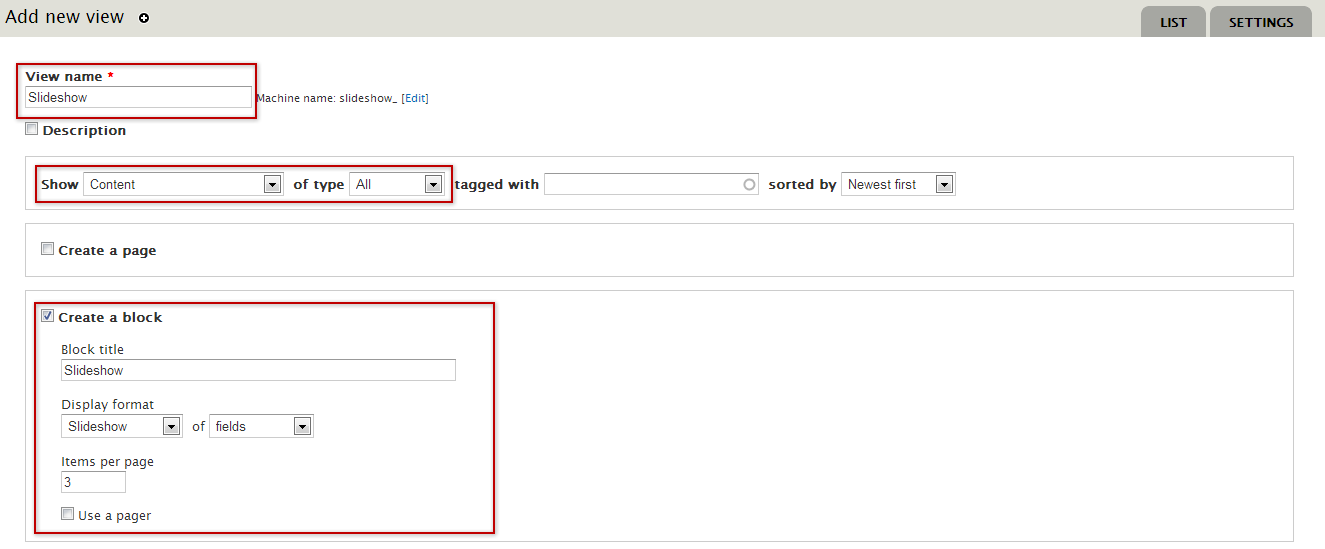 Add new view
LIST
SETTINGS
View name *
Slideshow
Machine name: slideshow_ [Edit]
Description
Show Content of type All tagged with sorted by Newest first
Create a page
Create a block
Block title
Slideshow
Display format
Slideshow of fields
Items per page
3
Use a pager